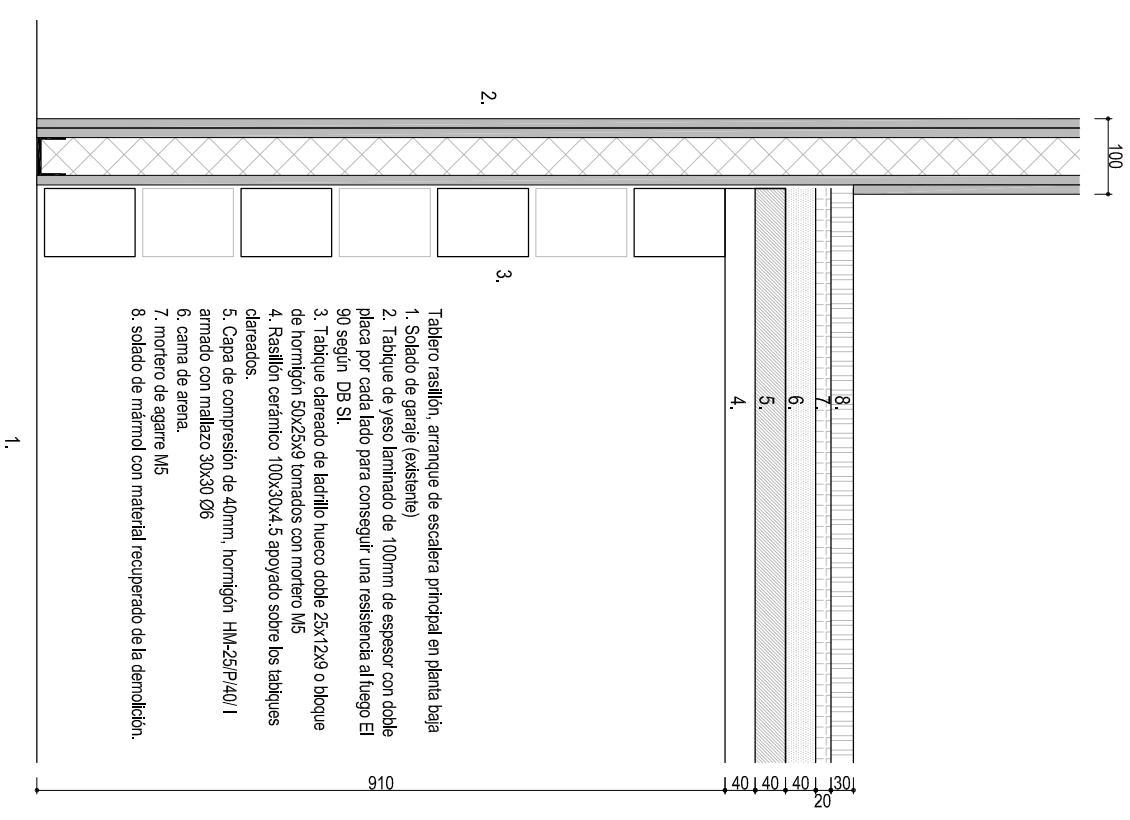 Tablero rasillón, arranque de escalera principal en planta baja
1. Solado de garaje (existente)
2. Tabique de yeso laminado de 100mm de espesor con doble
placa por cada lado para conseguir una resistencia al fuego EI
90 según DB SI.
3. Tabique clareado de ladrillo hueco doble 25x12x9 o bloque
de hormigón 50x25x9 tomados con mortero M5
4. Rasillón cerámico 100x30x4.5 apoyado sobre los tabiques
clareados.
5. Capa de compresión de 40mm, hormigón HM-25/P/40/ I
armado con mallazo 30x30 Ø6
6. cama de arena.
7. mortero de agarre M5
8. solado de mármol con material recuperado de la demolición.
100
2.
3.
8.
7.
6.
5.
4.
1.
30
20
40
40
40
910